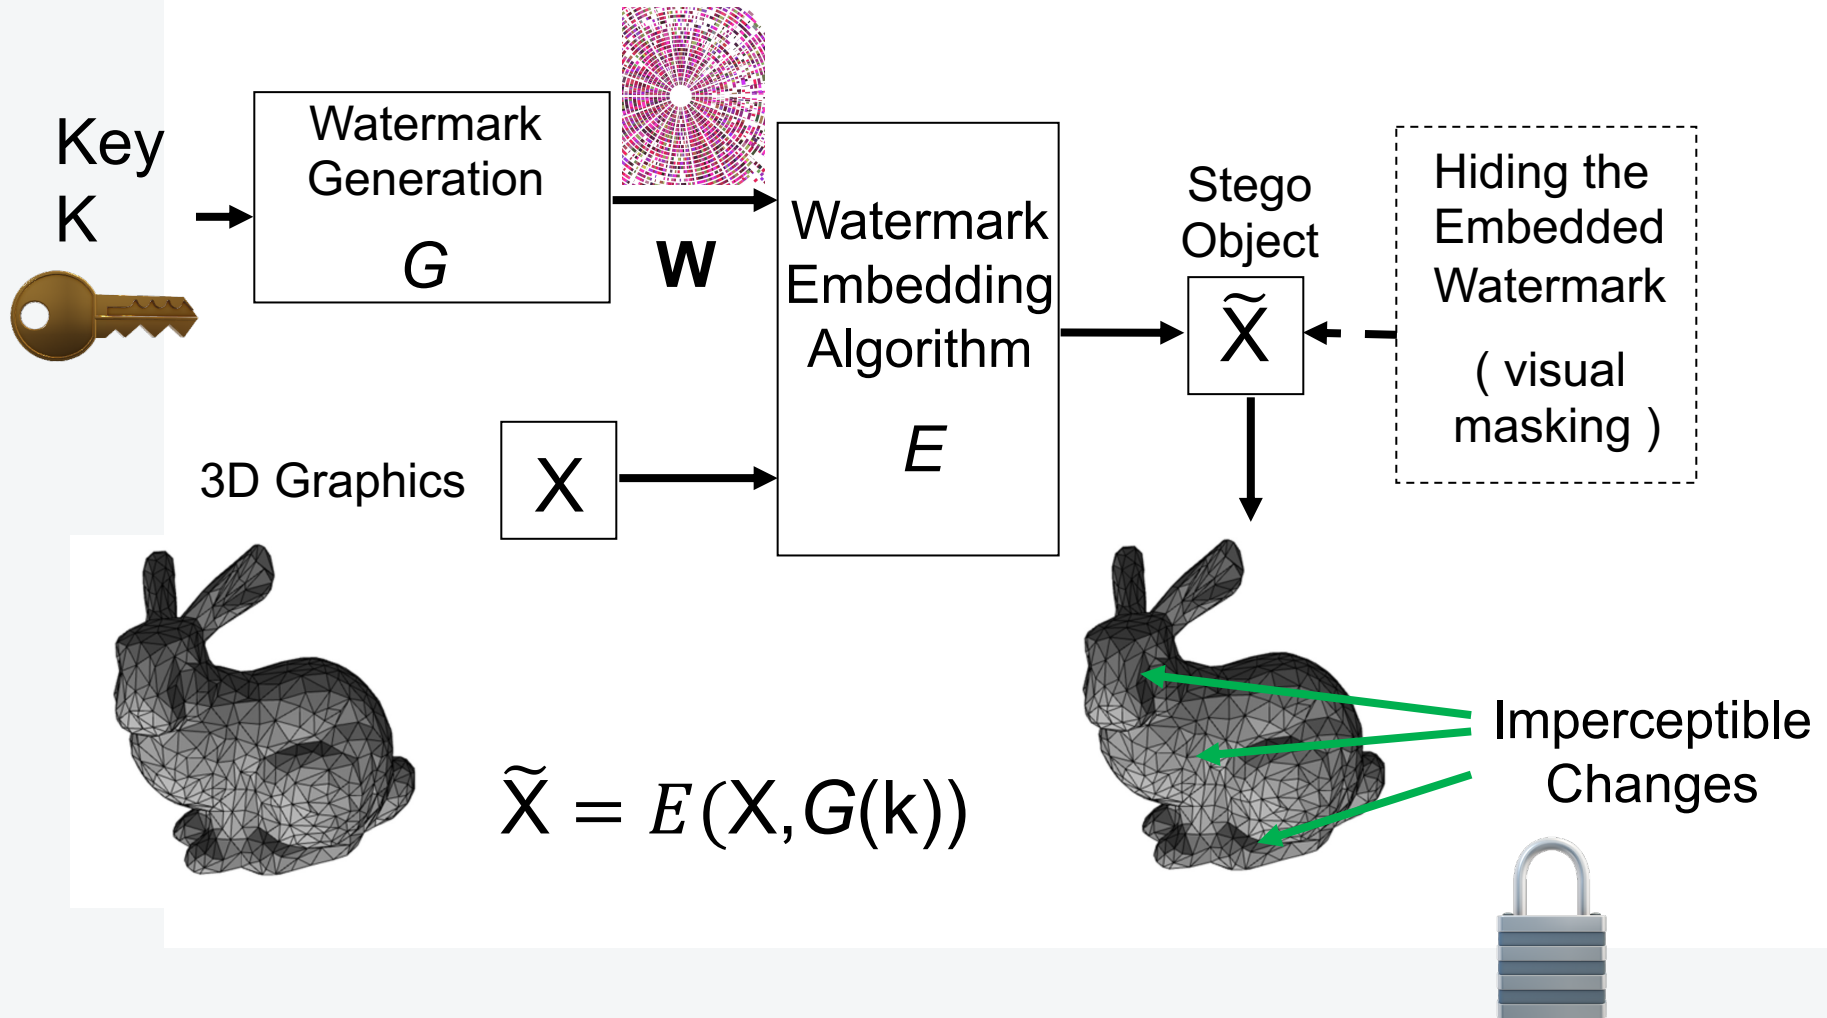 Key
K
Watermark
Generation
G
W
Watermark
Embedding
Algorithm
E
Stego
Object
X̃
Hiding the
Embedded
Watermark
( visual
masking )
3D Graphics
X
X̃ = E(X,G(k))
Imperceptible
Changes